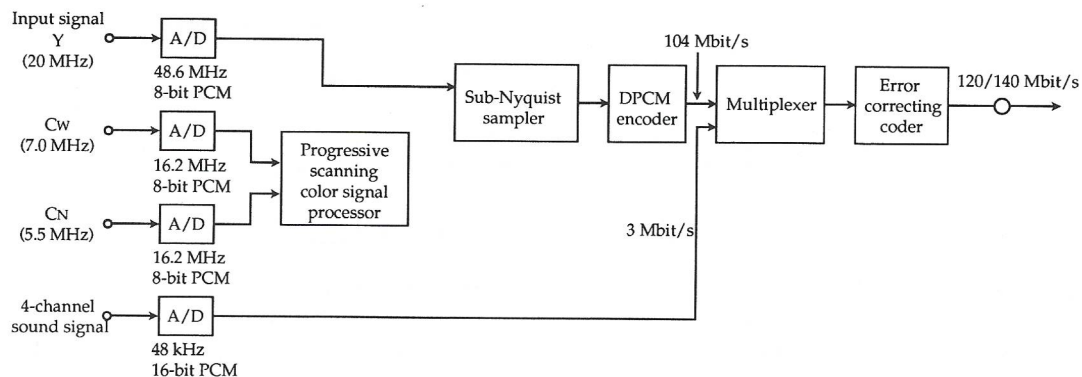 Input signal
Y
(20 MHz)
A/D
48.6 MHz
8-bit PCM
CW
(7.0 MHz)
A/D
16.2 MHz
8-bit PCM
CN
(5.5 MHz)
A/D
16.2 MHz
8-bit PCM
4-channel
sound signal
A/D
48 kHz
16-bit PCM
Progressive
scanning
color signal
processor
Sub-Nyquist
sampler
DPCM
encoder
104 Mbit/s
3 Mbit/s
Multiplexer
Error
correcting
coder
120/140 Mbit/s